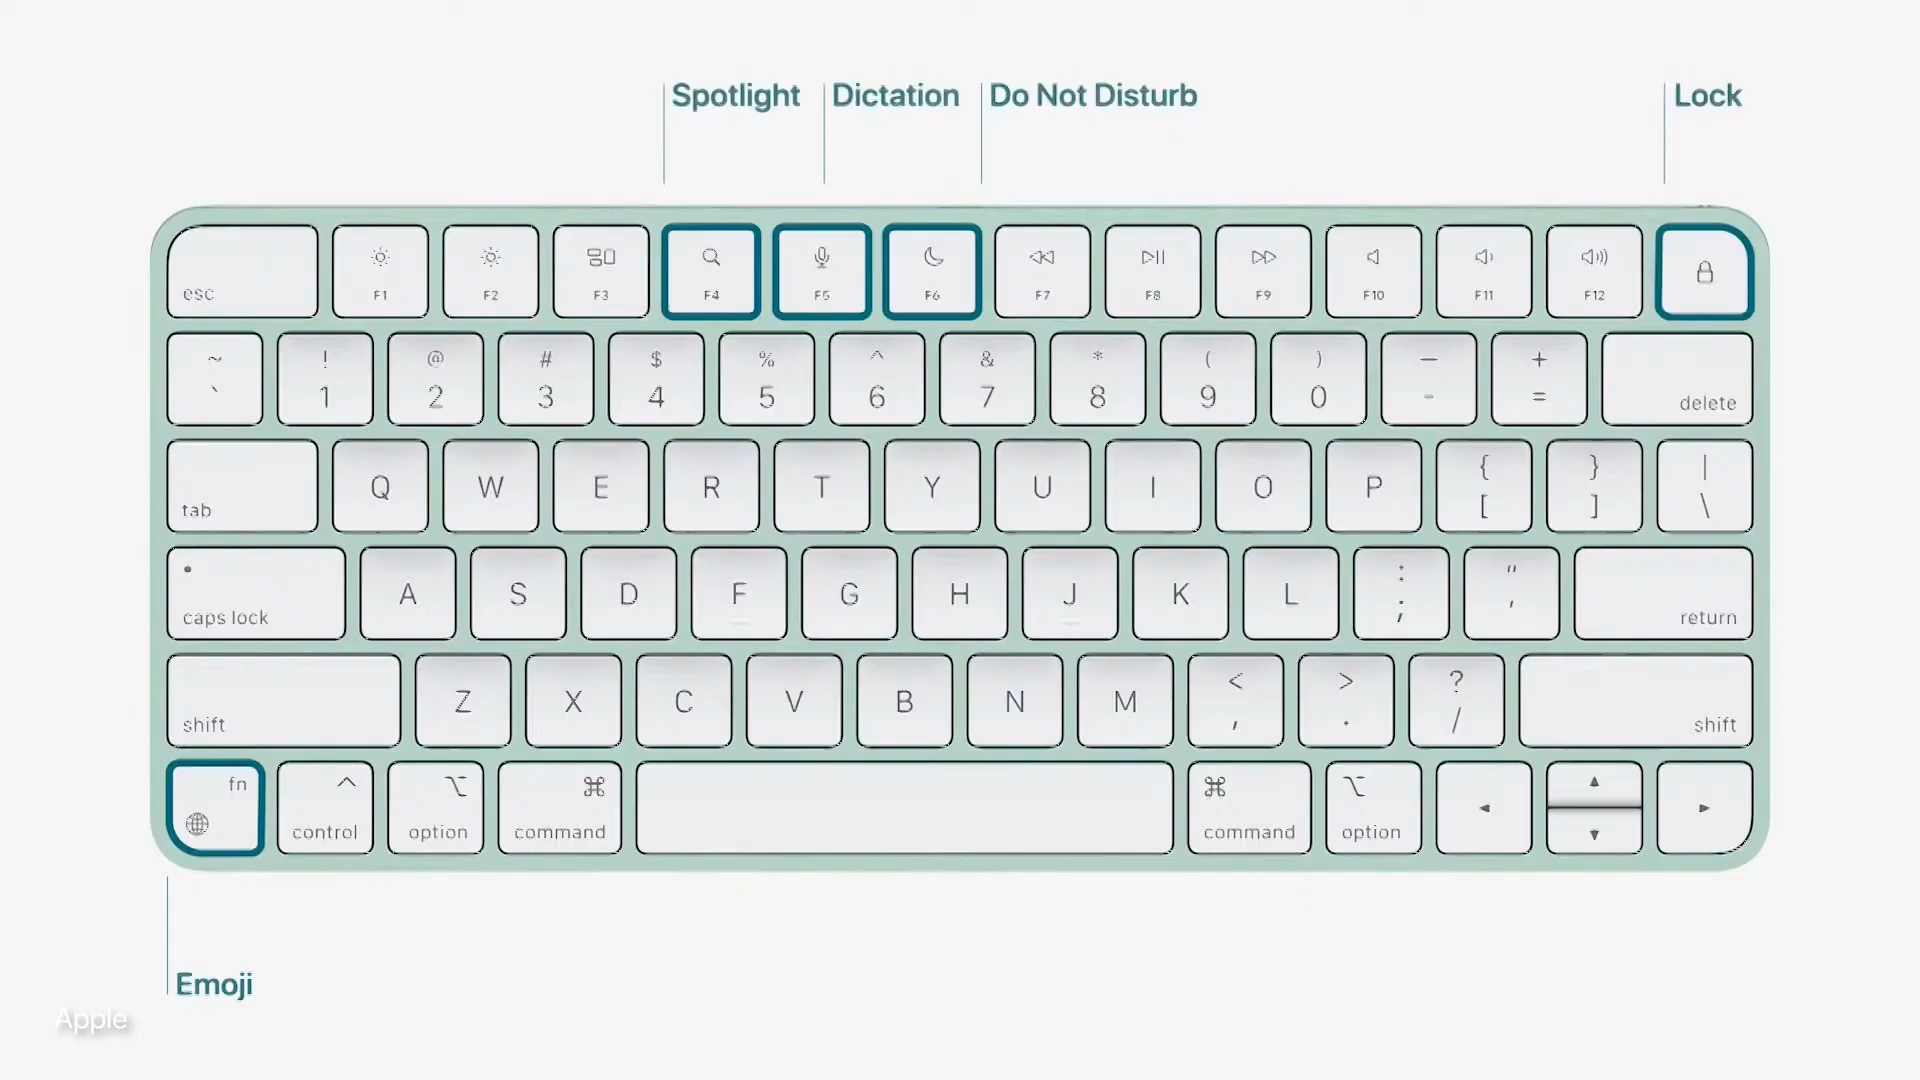 Spotlight Dictation Do Not Disturb Lock
esc F1 F2 F3 F4 F5 F6 F7 F8 F9 F10 F11 F12
~ ! @ # $ % ^ & * ( ) — +
` 1 2 3 4 5 6 7 8 9 0 - = delete
tab Q W E R T Y U I O P { } |
[ ] \
caps lock A S D F G H J K L : "
; ' return
shift Z X C V B N M < > ?
, . / shift
fn
control option command command option
Emoji
Apple